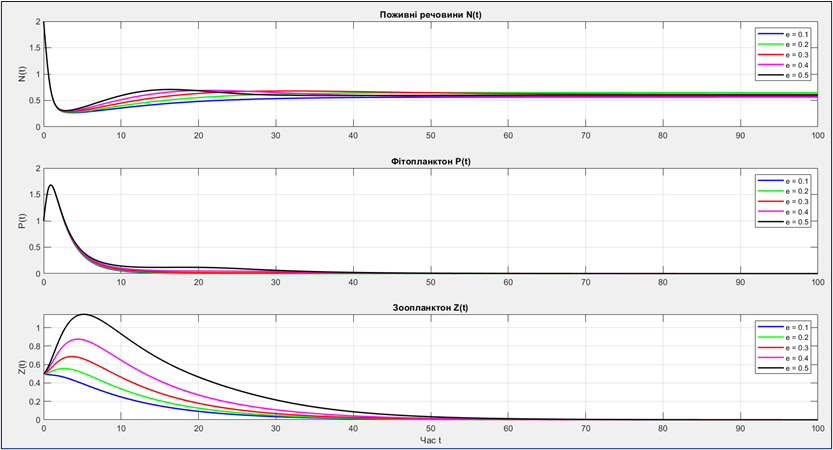 Поживні речовини N(t)
2
1.5
1
0.5
0
N(t)
0 10 20 30 40 50 60 70 80 90 100
e = 0.1
e = 0.2
e = 0.3
e = 0.4
e = 0.5
Фітопланктон P(t)
2
1.5
1
0.5
0
P(t)
0 10 20 30 40 50 60 70 80 90 100
e = 0.1
e = 0.2
e = 0.3
e = 0.4
e = 0.5
Зоопланктон Z(t)
1
0.8
0.6
0.4
0.2
0
Z(t)
0 10 20 30 40 50 60 70 80 90 100
e = 0.1
e = 0.2
e = 0.3
e = 0.4
e = 0.5
Час t